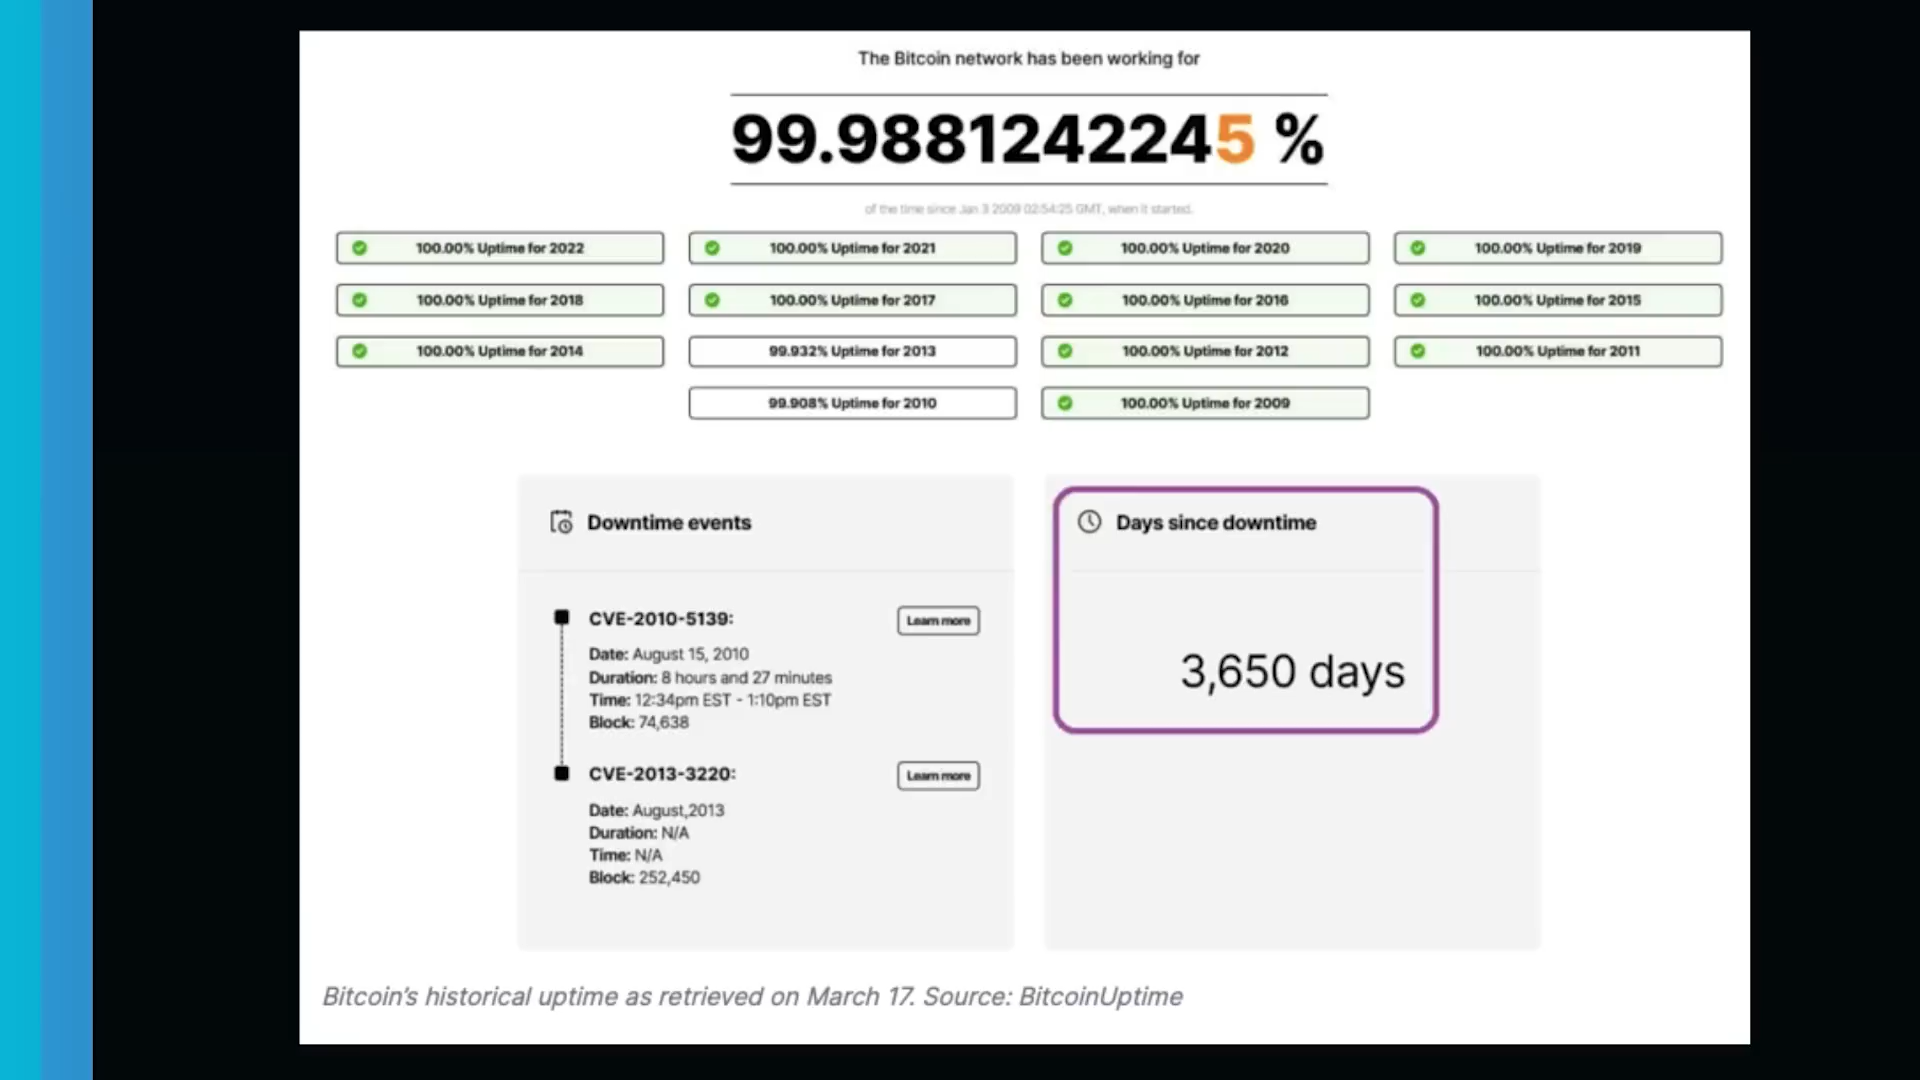 The Bitcoin network has been working for
99.9881242245 %
of the time since Jan 3 2009 02:54:25 GMT, when it started.
100.00% Uptime for 2022
100.00% Uptime for 2021
100.00% Uptime for 2020
100.00% Uptime for 2019
100.00% Uptime for 2018
100.00% Uptime for 2017
100.00% Uptime for 2016
100.00% Uptime for 2015
100.00% Uptime for 2014
99.932% Uptime for 2013
100.00% Uptime for 2012
100.00% Uptime for 2011
99.908% Uptime for 2010
100.00% Uptime for 2009
Downtime events
CVE-2010-5139:
Learn more
Date: August 15, 2010
Duration: 8 hours and 27 minutes
Time: 12:34pm EST - 1:10pm EST
Block: 74,638
CVE-2013-3220:
Learn more
Date: August,2013
Duration: N/A
Time: N/A
Block: 252,450
Days since downtime
3,650 days
Bitcoin’s historical uptime as retrieved on March 17. Source: BitcoinUptime